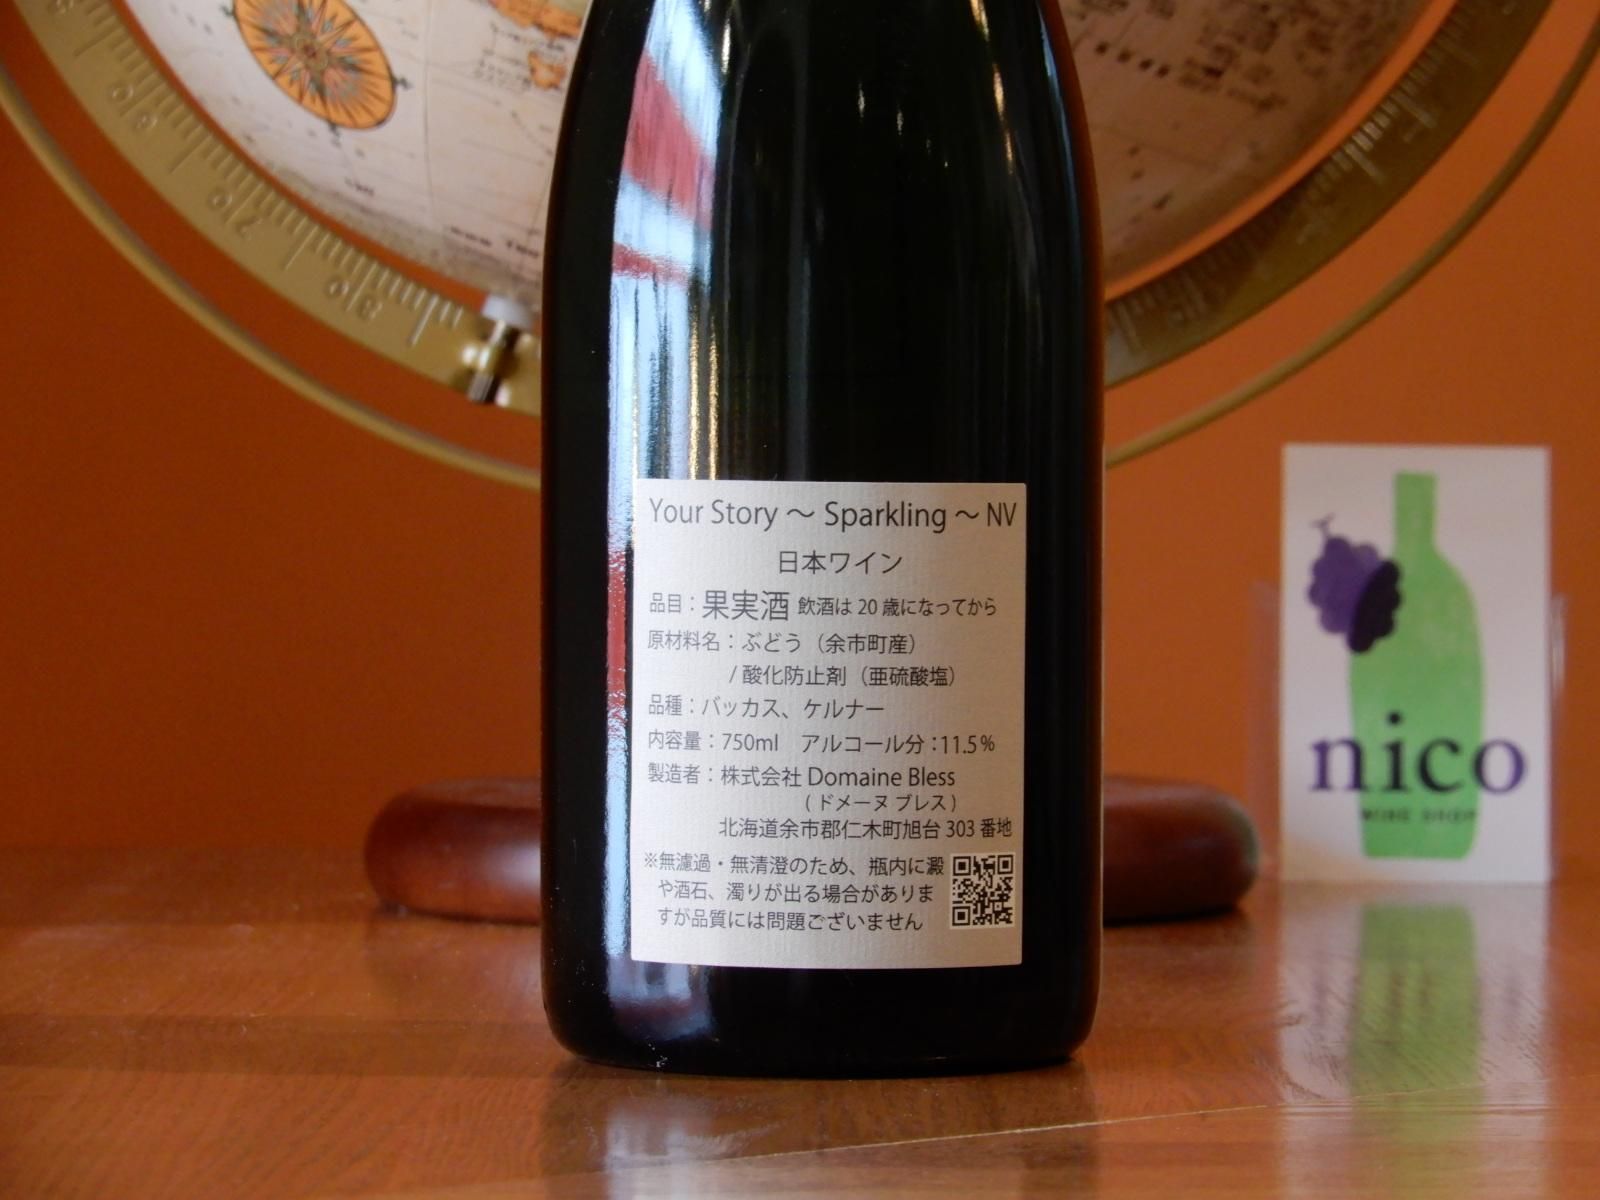 Your Story ～ Sparkling ～ NV
日本ワイン
品目：果実酒 飲酒は 20 歳になってから
原材料名：ぶどう（余市町産）
/ 酸化防止剤（亜硫酸塩）
品種：バッカス、ケルナー
内容量：750ml　アルコール分：11.5％
製造者：株式会社 Domaine Bless
( ドメーヌ ブレス )
北海道余市郡仁木町旭台 303 番地
※無濾過・無清澄のため、瓶内に澱
や酒石、濁りが出る場合がありま
すが品質には問題ございません
nico
WINE SHOP